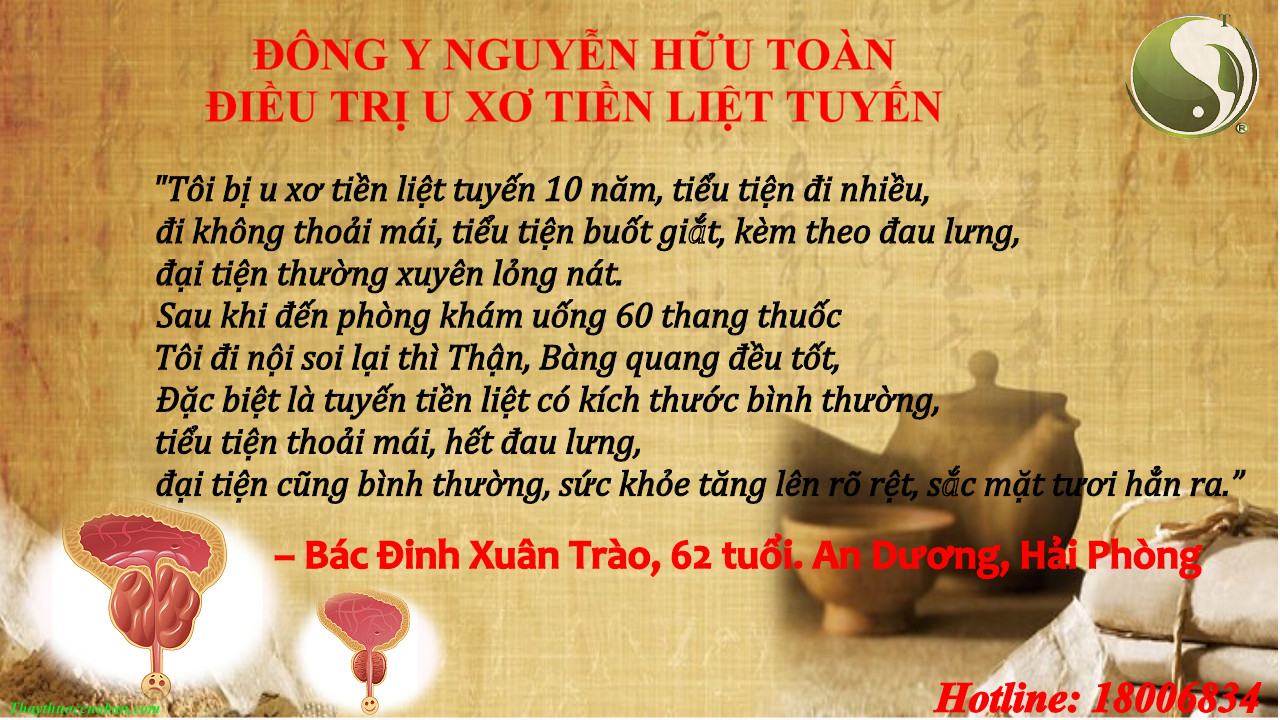 ĐÔNG Y NGUYỄN HỮU TOÀN
ĐIỀU TRỊ U XƠ TIỀN LIỆT TUYẾN
T
®
"Tôi bị u xơ tiền liệt tuyến 10 năm, tiểu tiện đi nhiều,
đi không thoải mái, tiểu tiện buốt giắt, kèm theo đau lưng,
đại tiện thường xuyên lỏng nát.
Sau khi đến phòng khám uống 60 thang thuốc
Tôi đi nội soi lại thì Thận, Bàng quang đều tốt,
Đặc biệt là tuyến tiền liệt có kích thước bình thường,
tiểu tiện thoải mái, hết đau lưng,
đại tiện cũng bình thường, sức khỏe tăng lên rõ rệt, sắc mặt tươi hẳn ra.”
– Bác Đinh Xuân Trào, 62 tuổi. An Dương, Hải Phòng
Thaythuoccuaban.com
Hotline: 18006834